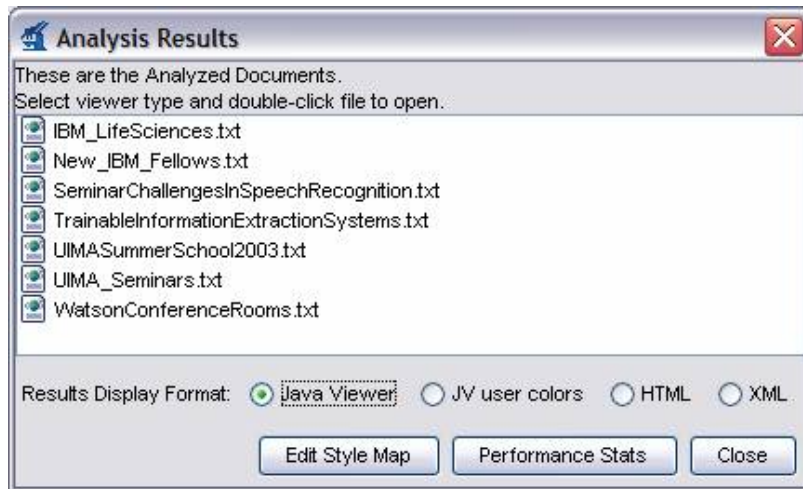 Analysis Results
These are the Analyzed Documents.
Select viewer type and double-click file to open.
IBM_LifeSciences.txt
New_IBM_Fellows.txt
SeminarChallengesInSpeechRecognition.txt
TrainableInformationExtractionSystems.txt
UIMASummerSchool2003.txt
UIMA_Seminars.txt
WatsonConferenceRooms.txt
Results Display Format: Java Viewer JV user colors HTML XML
Edit Style Map Performance Stats Close